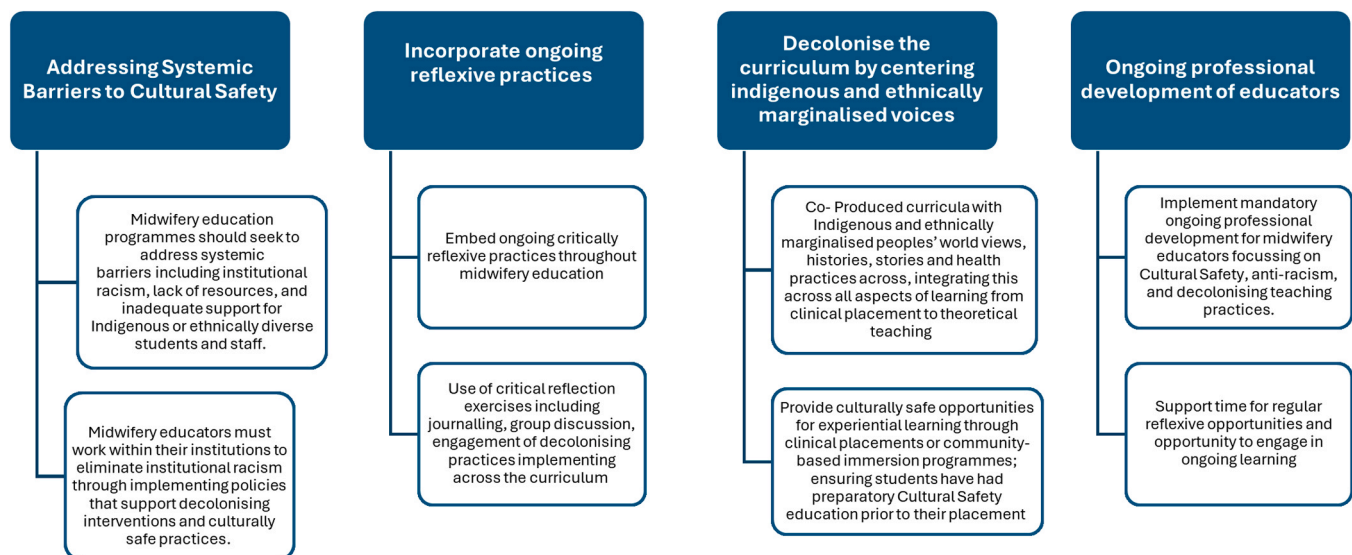 Addressing Systemic
Barriers to Cultural Safety
Midwifery education
programmes should seek to
address systemic
barriers including institutional
racism, lack of resources, and
inadequate support for
Indigenous or ethnically diverse
students and staff.
Midwifery educators must
work within their institutions to
eliminate institutional racism
through implementing policies
that support decolonising
interventions and culturally
safe practices.
Incorporate ongoing
reflexive practices
Embed ongoing critically
reflexive practices throughout
midwifery education
Use of critical reflection
exercises including
journalling, group discussion,
engagement of decolonising
practices implementing
across the curriculum
Decolonise the
curriculum by centering
indigenous and ethnically
marginalised voices
Co- Produced curricula with
Indigenous and ethnically
marginalised peoples' world views,
histories, stories and health
practices across, integrating this
across all aspects of learning from
clinical placement to theoretical
teaching
Provide culturally safe opportunities
for experiential learning through
clinical placements or community-
based immersion programmes;
ensuring students have had
preparatory Cultural Safety
education prior to their placement
Ongoing professional
development of educators
Implement mandatory
ongoing professional
development for midwifery
educators focussing on
Cultural Safety, anti-racism,
and decolonising teaching
practices.
Support time for regular
reflexive opportunities and
opportunity to engage in
ongoing learning